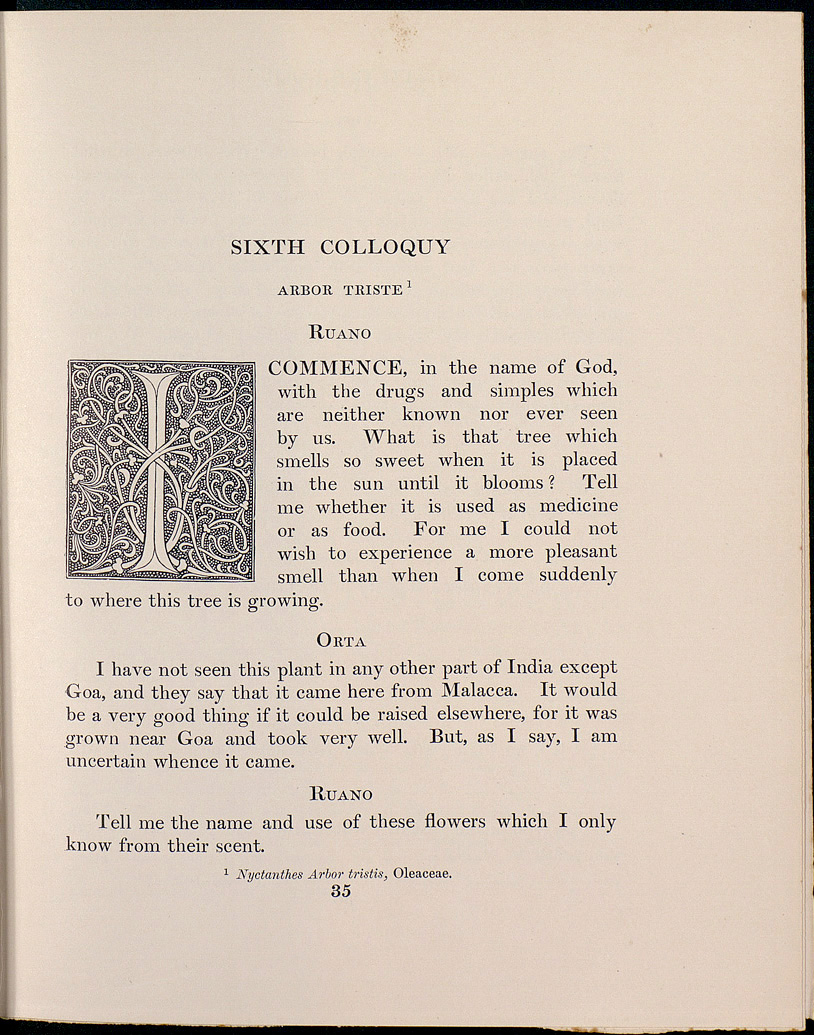 SIXTH COLLOQUY
ARBOR TRISTE ¹
RUANO
I COMMENCE, in the name of God,
with the drugs and simples which
are neither known nor ever seen
by us. What is that tree which
smells so sweet when it is placed
in the sun until it blooms? Tell
me whether it is used as medicine
or as food. For me I could not
wish to experience a more pleasant
smell than when I come suddenly
to where this tree is growing.
ORTA
I have not seen this plant in any other part of India except
Goa, and they say that it came here from Malacca. It would
be a very good thing if it could be raised elsewhere, for it was
grown near Goa and took very well. But, as I say, I am
uncertain whence it came.
RUANO
Tell me the name and use of these flowers which I only
know from their scent.
¹ Nyctanthes Arbor tristis, Oleaceae.
35